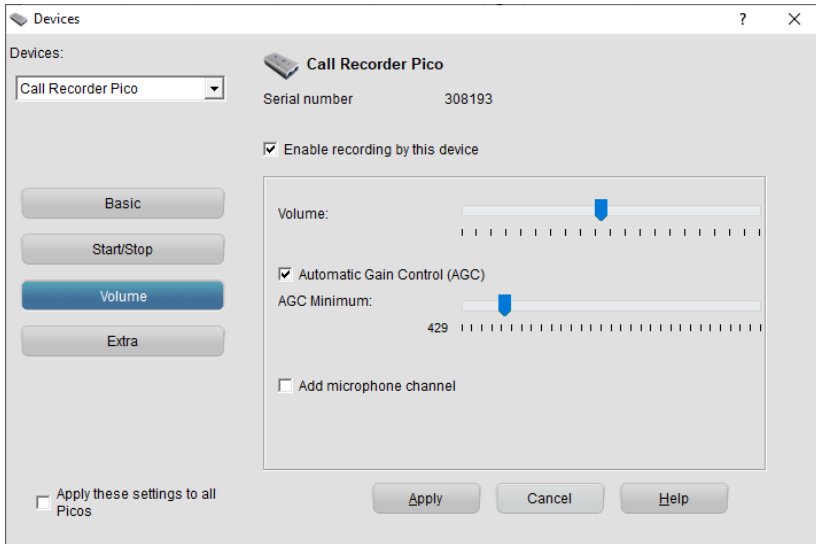 Devices
?
Devices:
Call Recorder Pico
Call Recorder Pico
Serial number 308193
Enable recording by this device
Basic
Start/Stop
Volume
Extra
Volume:
Automatic Gain Control (AGC)
AGC Minimum:
429
Add microphone channel
Apply these settings to all
Picos
Apply
Cancel
Help